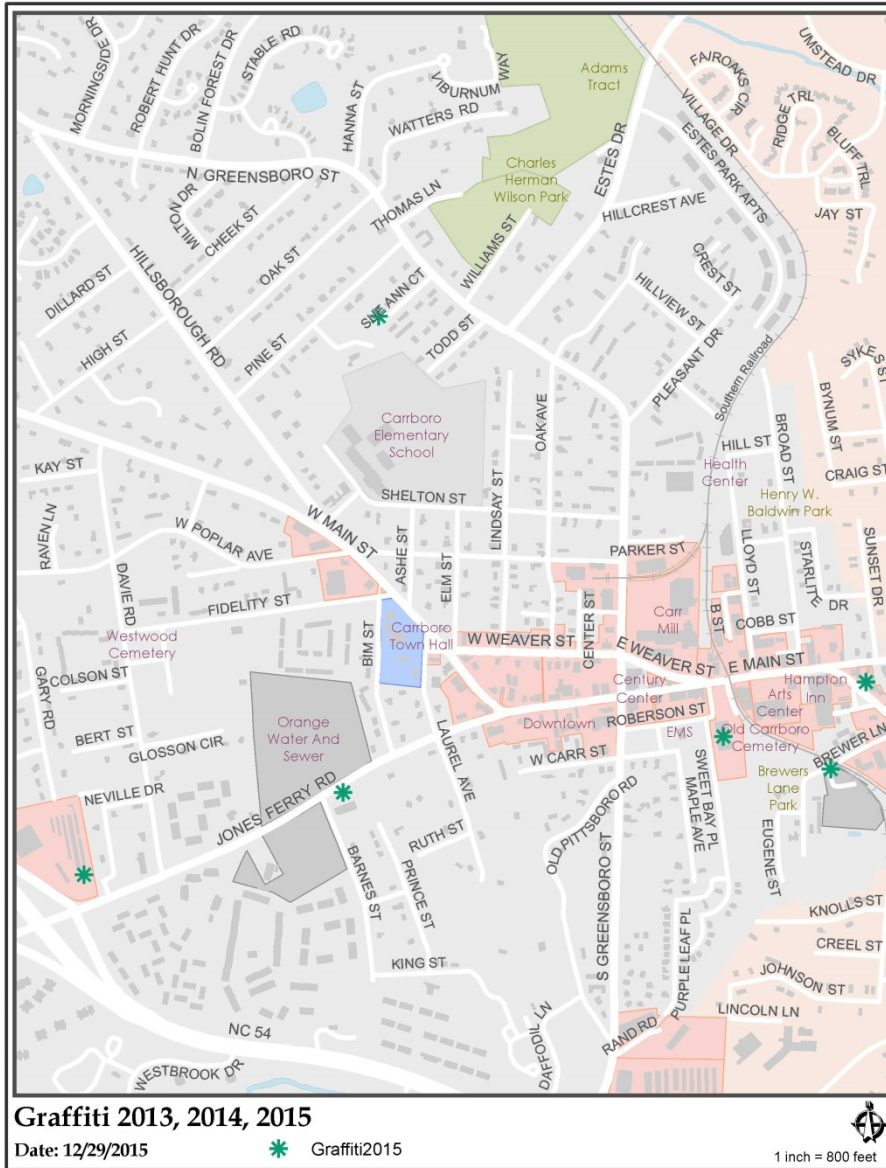 MORNINGSIDE DR
ROBERT HUNT DR
BOLIN FOREST DR
STABLE RD
HANNA ST
VIBURNUM WAY
WATTERS RD
Adams
Tract
FAIROAKS CIR
VILLAGE DR
ESTES PARK APTS
RIDGE TRL
BLUFF TRL
UMSTEAD DR
JAY ST
N GREENSBORO ST
MILTON DR
CHEEK ST
THOMAS LN
Charles
Herman
Wilson Park
ESTES DR
HILLCREST AVE
WILLIAMS ST
OAK ST
DILLARD ST
HILLSBOROUGH RD
SUE ANN CT
CREST ST
HILLVIEW ST
HIGH ST
PINE ST
TODD ST
PLEASANT DR
Southern Railroad
SYKES ST
BYNUM ST
BROAD ST
Carrboro
Elementary
School
OAK AVE
LINDSAY ST
HILL ST
Health
Center
KAY ST
CRAIG ST
Henry W.
Baldwin Park
SHELTON ST
RAVEN LN
W POPLAR AVE
W MAIN ST
ASHE ST
ELM ST
PARKER ST
LLOYD ST
STARLITE DR
SUNSET DR
DAVIE RD
FIDELITY ST
CENTER ST
Carr
Mill
B ST
COBB ST
Westwood
Cemetery
BIM ST
Carrboro
Town Hall
W WEAVER ST
E WEAVER ST
E MAIN ST
COLSON ST
GARY RD
Century
Center
Hampton
Inn
Arts
Center
BERT ST
GLOSSON CIR
Orange
Water And
Sewer
LAUREL AVE
Downtown
ROBERSON ST
EMS
Old Carrboro
Cemetery
W CARR ST
BREWER LN
Brewers
Lane
Park
NEVILLE DR
JONES FERRY RD
OLD PITTSBORO RD
SWEET BAY PL
MAPLE AVE
EUGENE ST
RUTH ST
BARNES ST
PRINCE ST
S GREENSBORO ST
KNOLLS ST
CREEL ST
KING ST
PURPLE LEAF PL
JOHNSON ST
LINCOLN LN
DAFFODIL LN
RAND RD
NC 54
WESTBROOK DR
Graffiti 2013, 2014, 2015
Date: 12/29/2015
Graffiti2015
1 inch = 800 feet